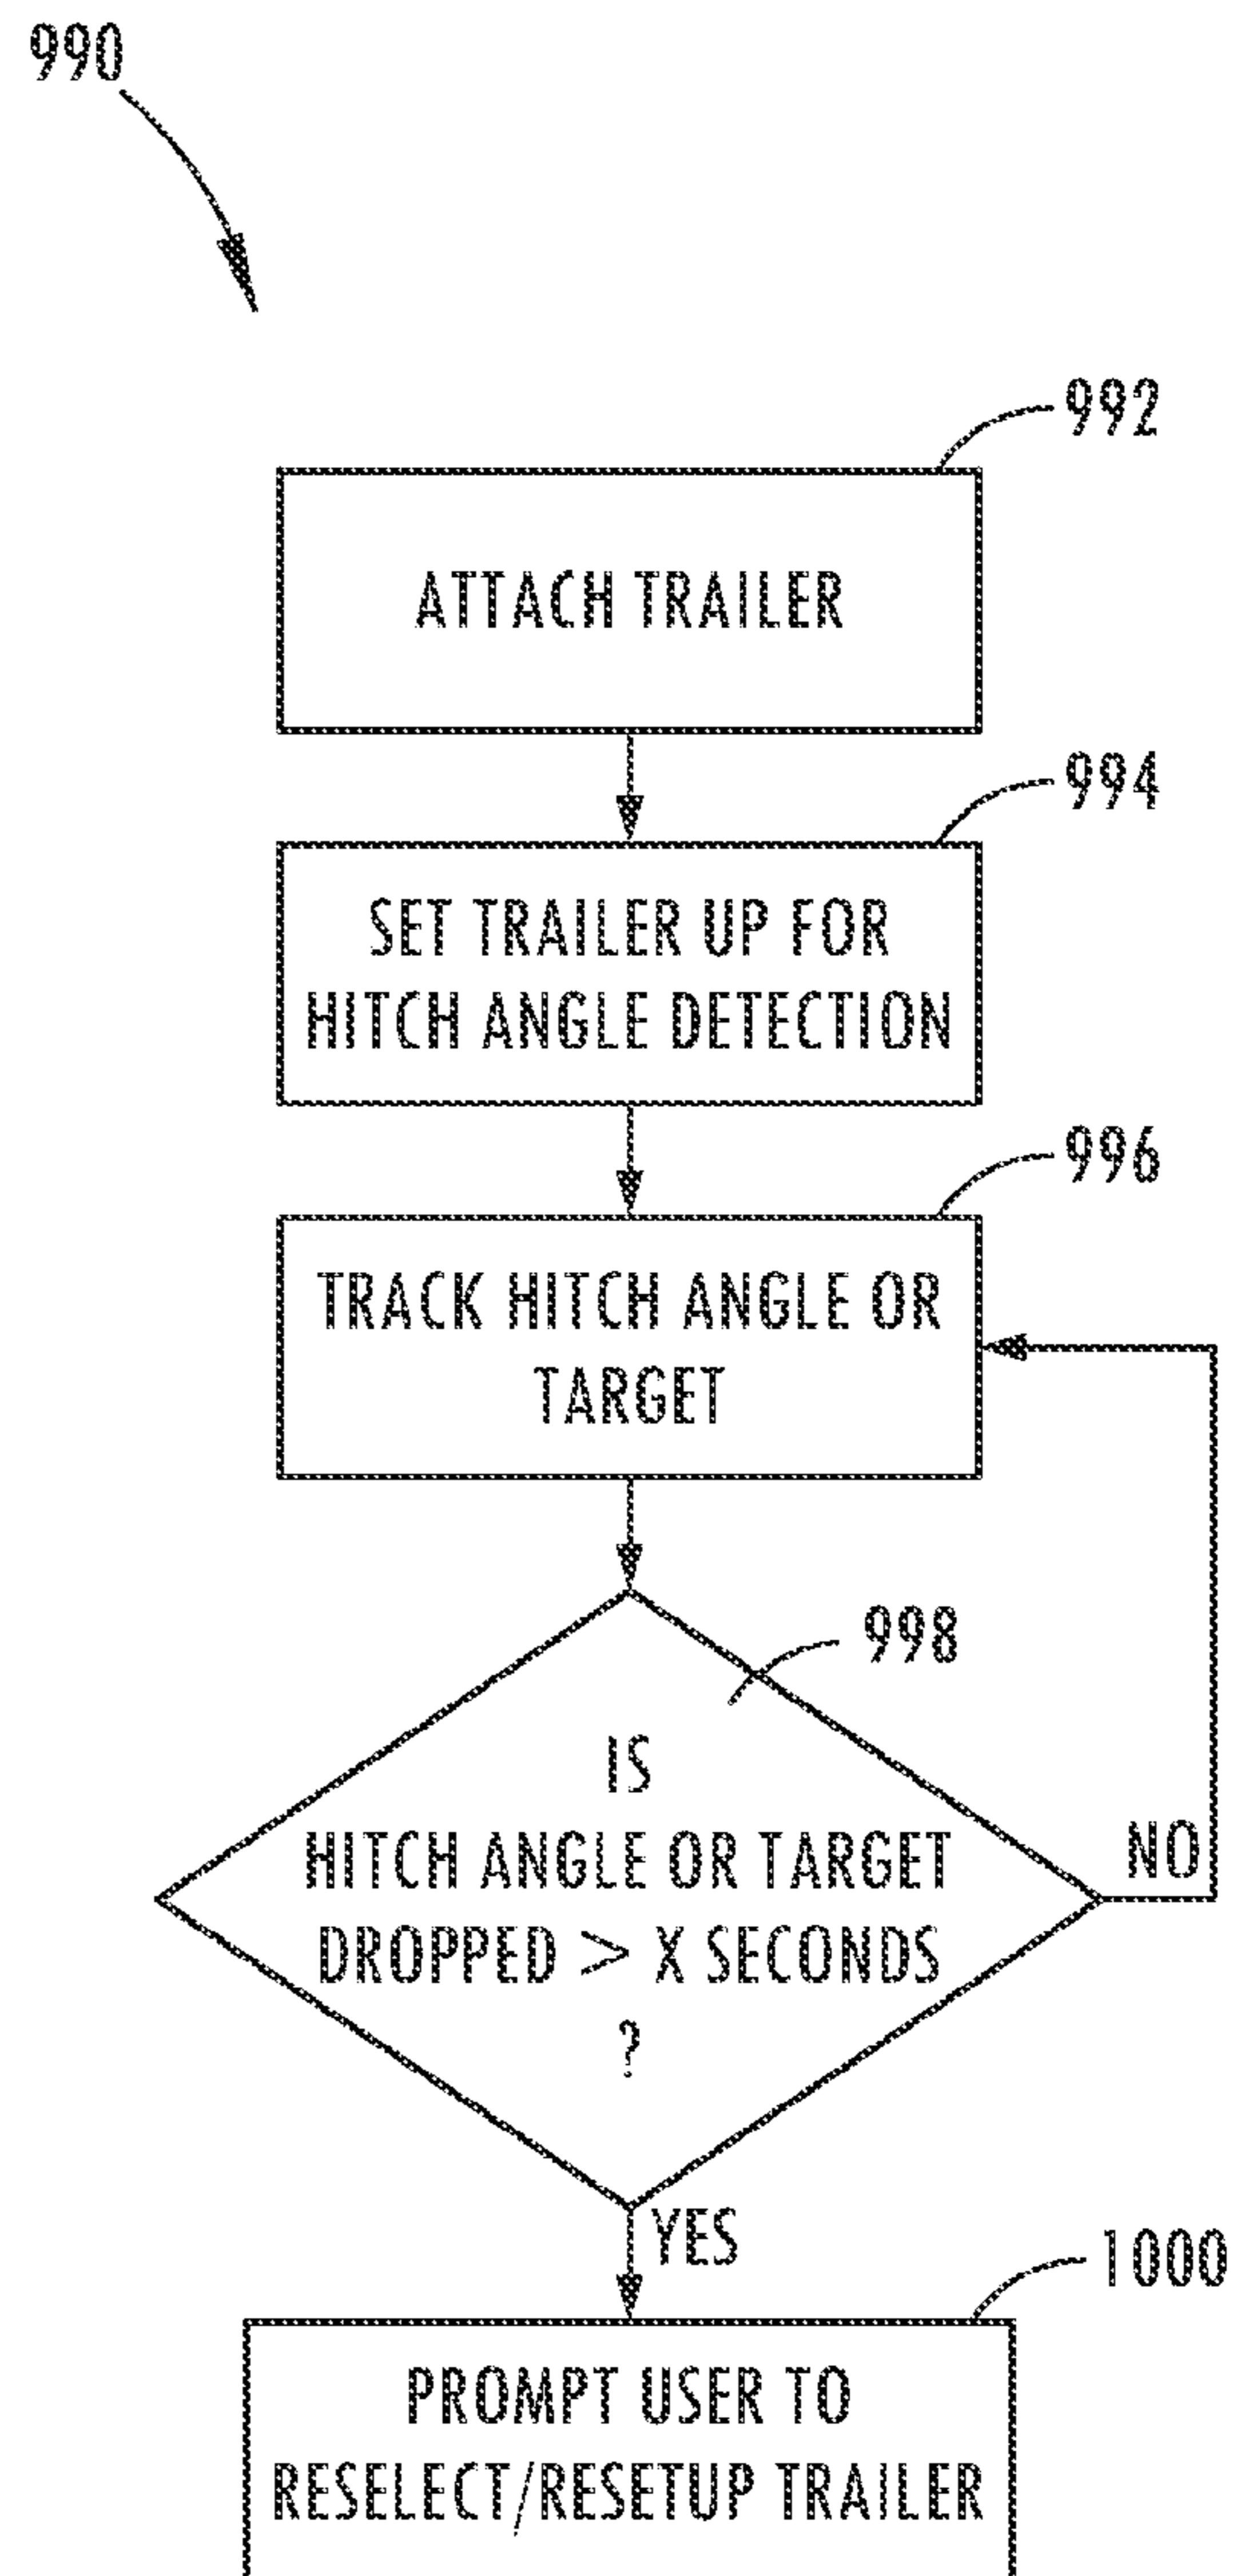 990
992
ATTACH TRAILER
994
SET TRAILER UP FOR
HITCH ANGLE DETECTION
996
TRACK HITCH ANGLE OR
TARGET
998
IS
HITCH ANGLE OR TARGET
DROPPED > X SECONDS
?
NO
YES
1000
PROMPT USER TO
RESELECT/RESETUP TRAILER